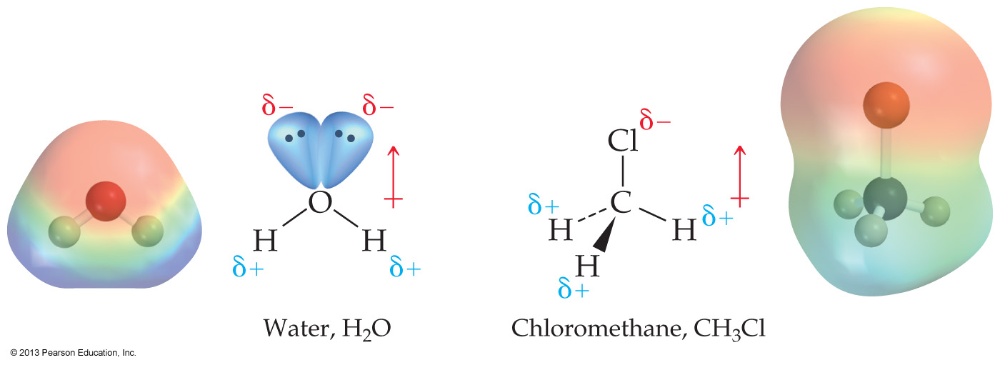 δ− δ−
O
H H
δ+ δ+
Water, H₂O
Cl δ−
C
δ+ H H δ+
H
δ+
Chloromethane, CH₃Cl
© 2013 Pearson Education, Inc.